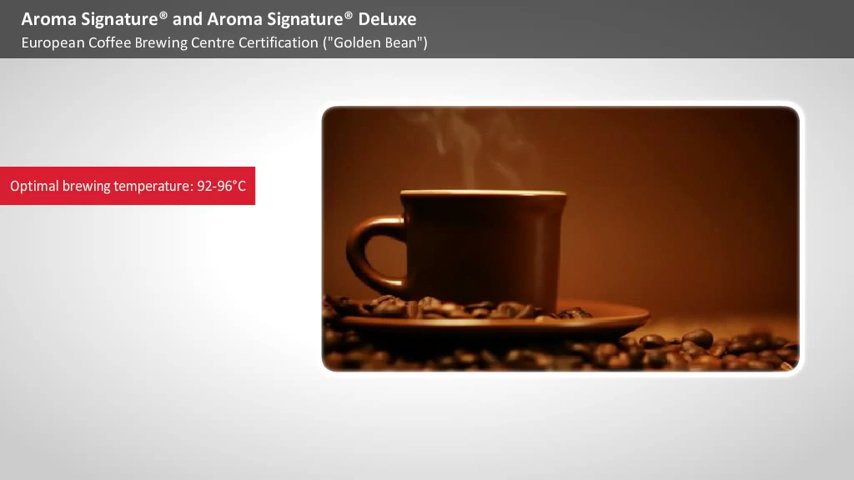 Aroma Signature® and Aroma Signature® DeLuxe
European Coffee Brewing Centre Certification ("Golden Bean")
Optimal brewing temperature: 92-96°C